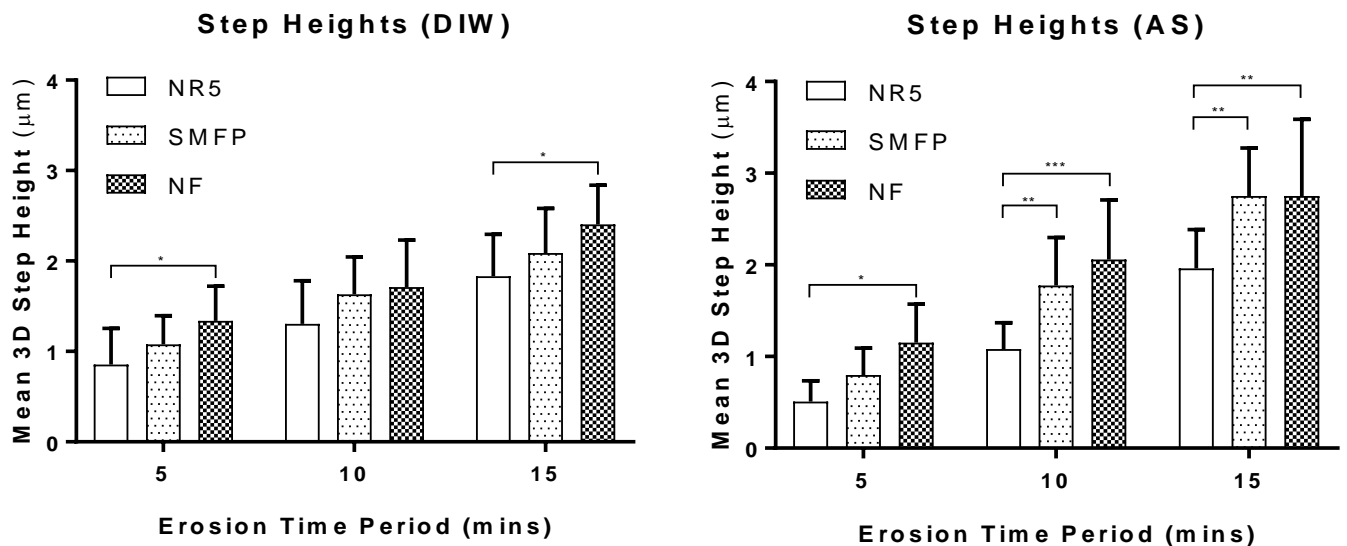 Step Heights (DIW)
Mean 3D Step Height (μm)
4
3
2
1
0
NR5
SMFP
NF
*
*
5
10
15
Erosion Time Period (mins)
Step Heights (AS)
Mean 3D Step Height (μm)
4
3
2
1
0
NR5
SMFP
NF
*
***
**
**
**
5
10
15
Erosion Time Period (mins)